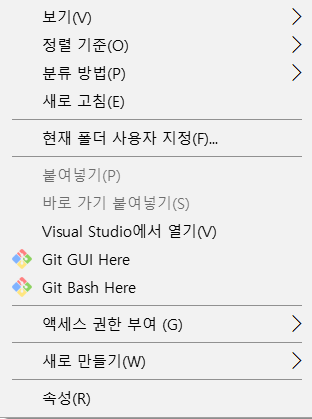 보기(V)
정렬 기준(O)
분류 방법(P)
새로 고침(E)
현재 폴더 사용자 지정(F)...
붙여넣기(P)
바로 가기 붙여넣기(S)
Visual Studio에서 열기(V)
Git GUI Here
Git Bash Here
액세스 권한 부여 (G)
새로 만들기(W)
속성(R)